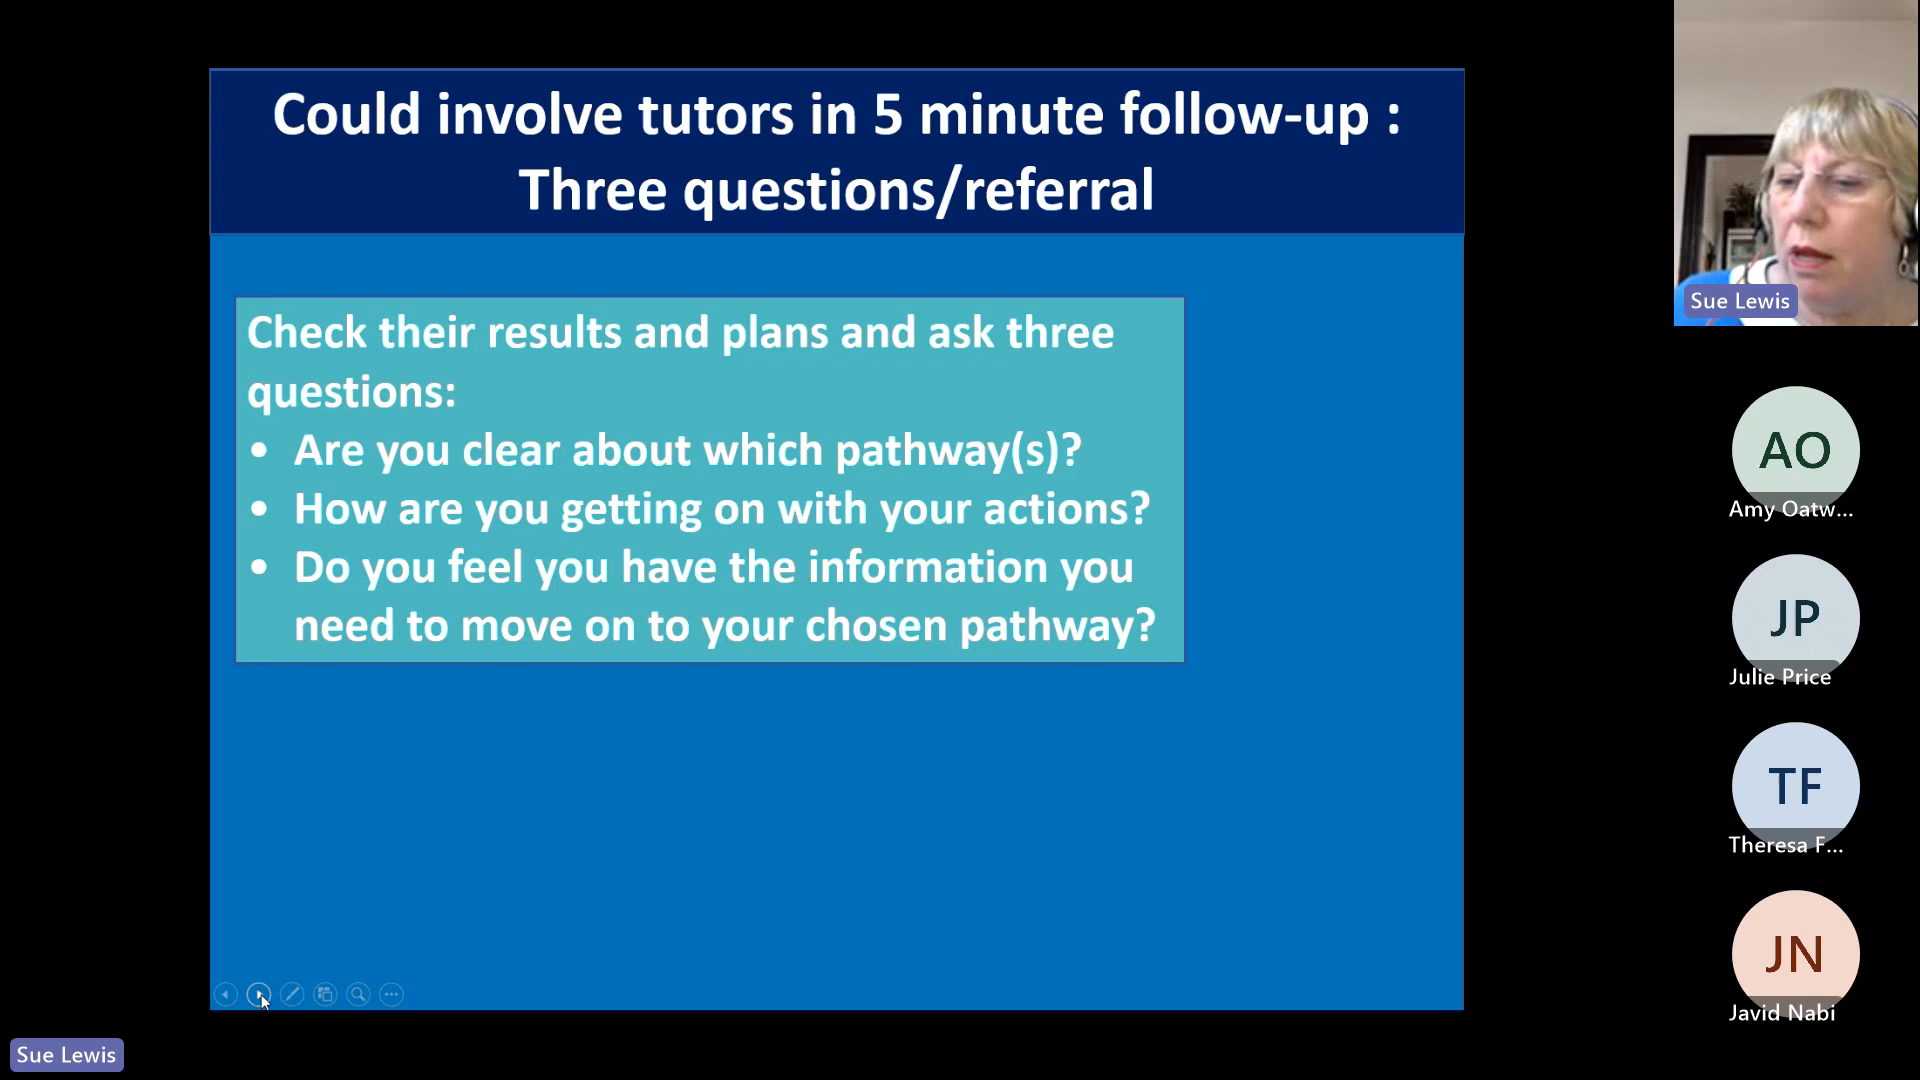 Could involve tutors in 5 minute follow-up :
Three questions/referral
Check their results and plans and ask three
questions:
• Are you clear about which pathway(s)?
• How are you getting on with your actions?
• Do you feel you have the information you
need to move on to your chosen pathway?
Sue Lewis
AO
Amy Oatw...
JP
Julie Price
TF
Theresa F...
JN
Javid Nabi
Sue Lewis